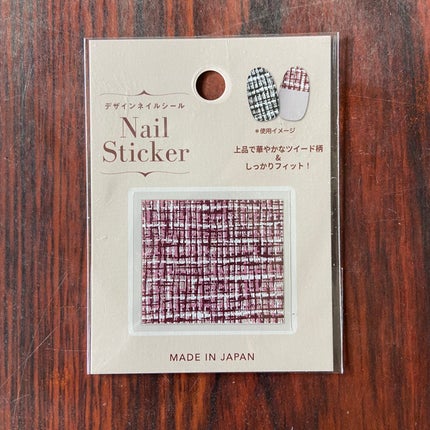 デザインネイルシール
Nail
Sticker
＊使用イメージ
上品で華やかなツイード柄
&
しっかりフィット！
MADE IN JAPAN